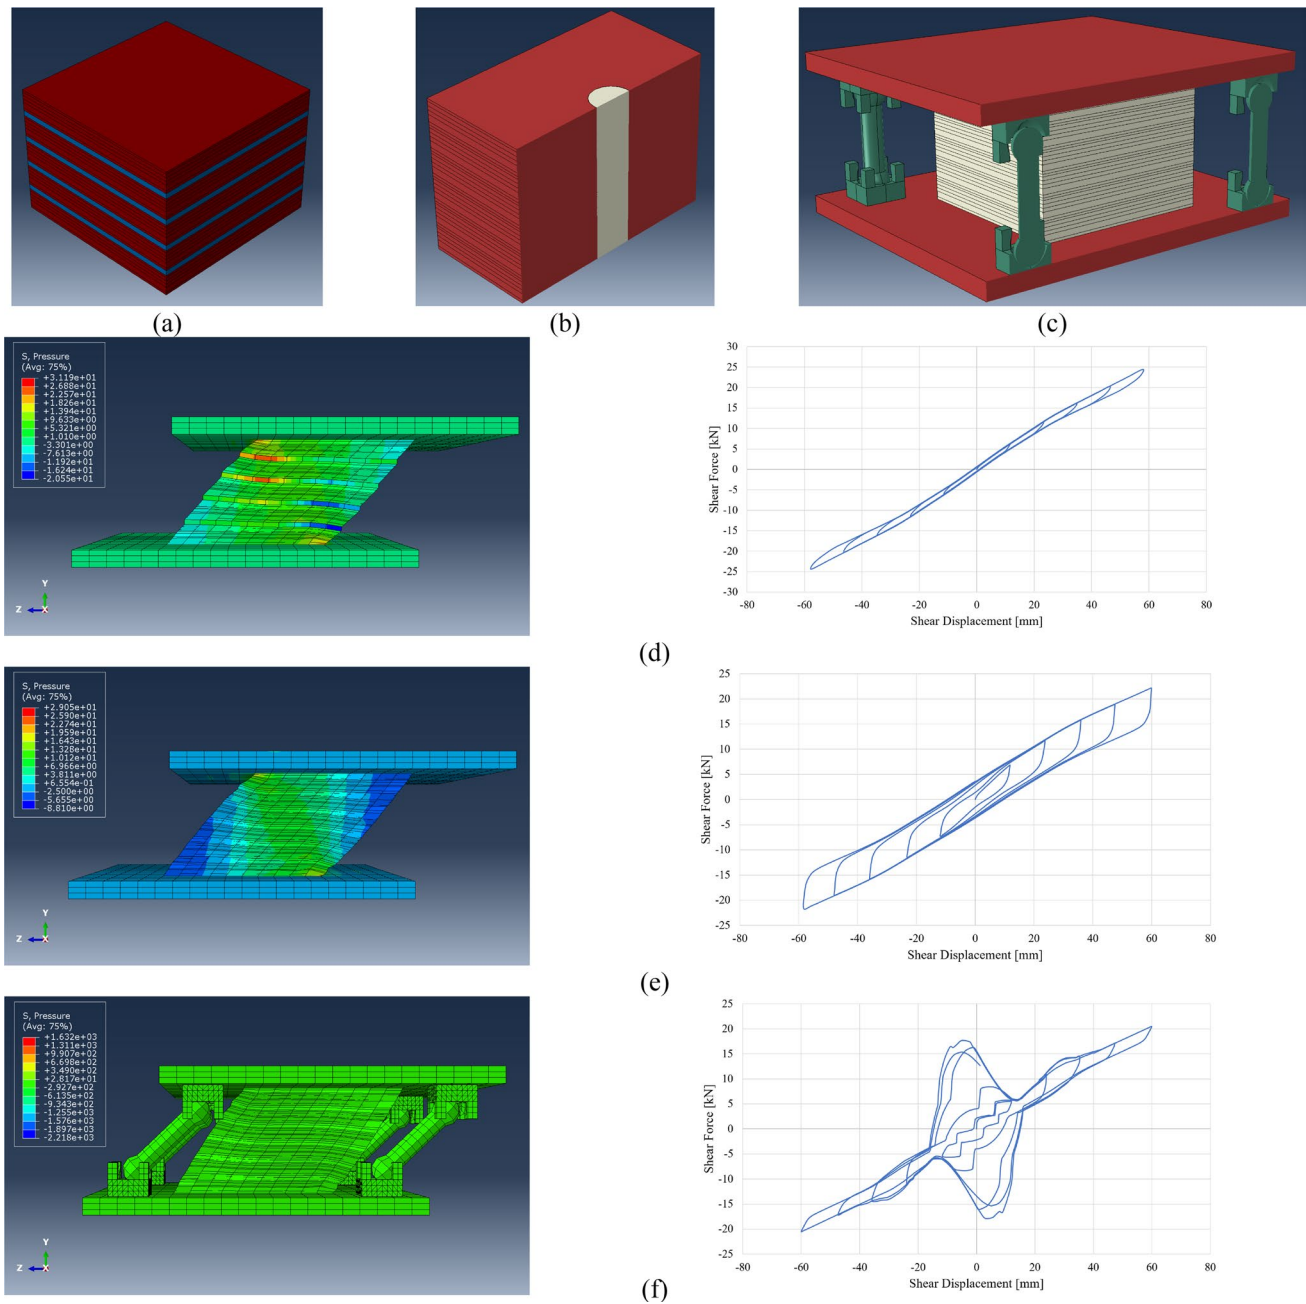 (a)
(b)
(c)
S, Pressure
(Avg: 75%)
+3.119e+01
+2.688e+01
+2.257e+01
+1.826e+01
+1.394e+01
+9.633e+00
+5.321e+00
+1.010e+00
-3.301e+00
-7.613e+00
-1.192e+01
-1.624e+01
-2.055e+01
Y
Z
X
30
25
20
15
10
5
0
-5
-10
-15
-20
-25
-30
Shear Force [kN]
-80 -60 -40 -20 0 20 40 60 80
Shear Displacement [mm]
(d)
S, Pressure
(Avg: 75%)
+2.905e+01
+2.590e+01
+2.274e+01
+1.959e+01
+1.643e+01
+1.328e+01
+1.012e+01
+6.966e+00
+3.811e+00
+6.554e-01
-2.500e+00
-5.655e+00
-8.810e+00
Y
Z
X
25
20
15
10
5
0
-5
-10
-15
-20
-25
Shear Force [kN]
-80 -60 -40 -20 0 20 40 60 80
Shear Displacement [mm]
(e)
S, Pressure
(Avg: 75%)
+1.632e+03
+1.311e+03
+9.907e+02
+6.698e+02
+3.490e+02
+2.817e+01
-2.927e+02
-6.135e+02
-9.343e+02
-1.255e+03
-1.576e+03
-1.897e+03
-2.218e+03
Y
Z
X
25
20
15
10
5
0
-5
-10
-15
-20
-25
Shear Force [kN]
-80 -60 -40 -20 0 20 40 60 80
Shear Displacement [mm]
(f)